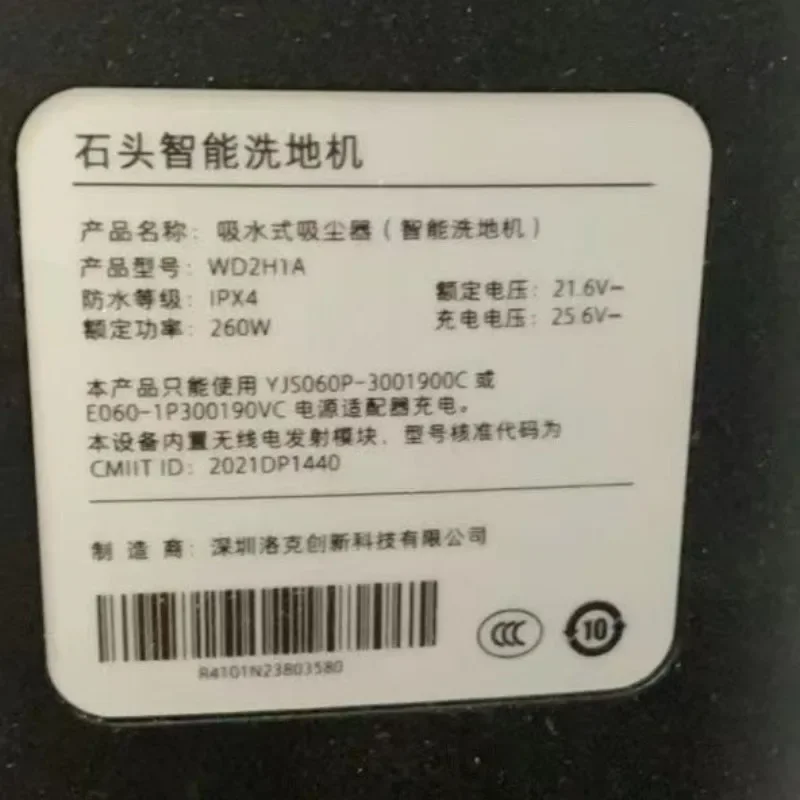 石头智能洗地机
产品名称：吸水式吸尘器（智能洗地机）
产品型号：WD2H1A
防水等级：IPX4
额定电压：21.6V⎓
额定功率：260W
充电电压：25.6V⎓
本产品只能使用 YJS060P-3001900C 或
E060-1P300190VC 电源适配器充电。
本设备内置无线电发射模块，型号核准代码为
CMIIT ID：2021DP1440
制 造 商：深圳洛克创新科技有限公司
R4101N23803580
CCC
10